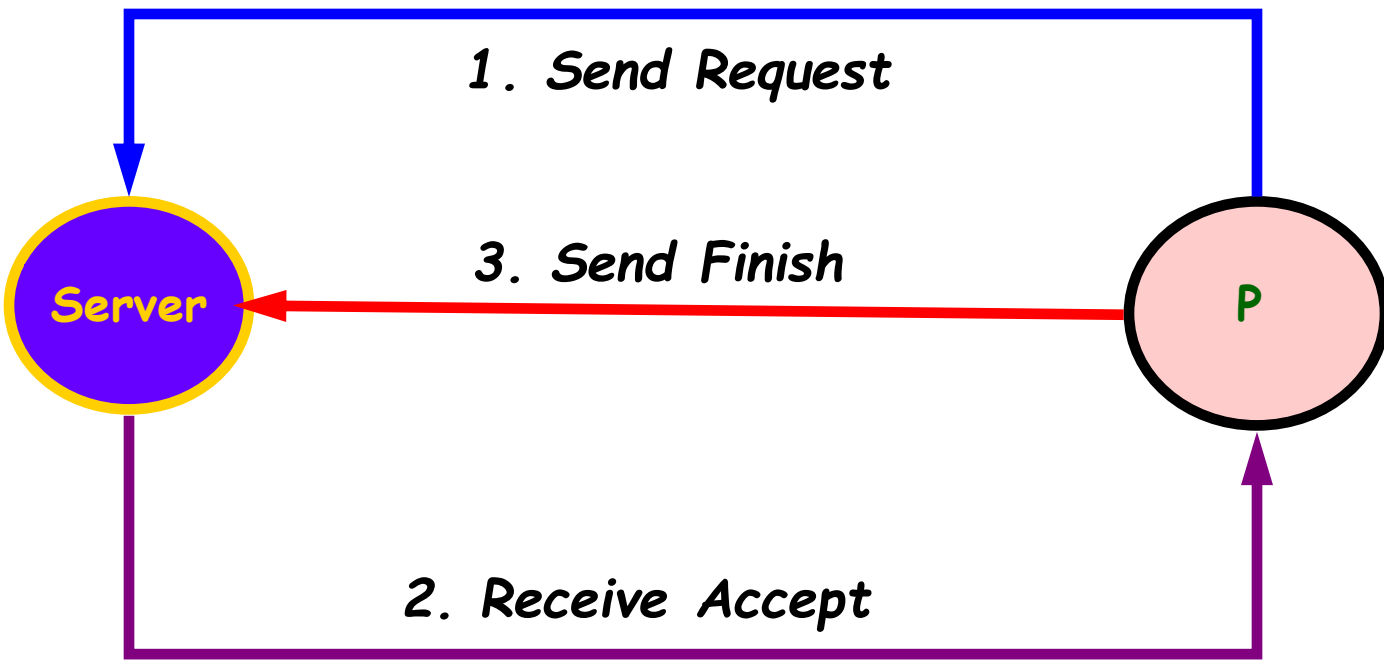 1. Send Request
3. Send Finish
Server
P
2. Receive Accept